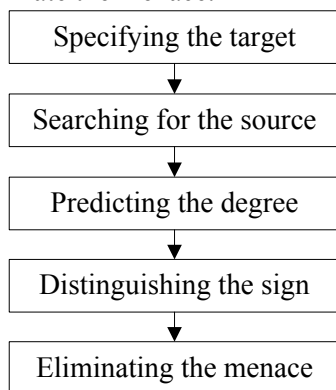 Specifying the target
Searching for the source
Predicting the degree
Distinguishing the sign
Eliminating the menace